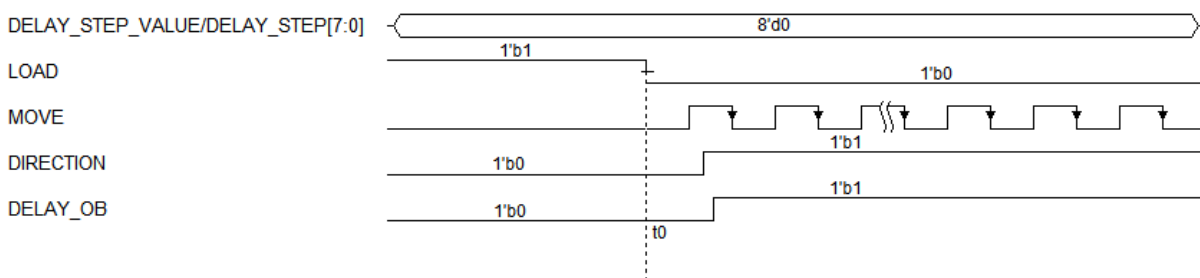 DELAY_STEP_VALUE/DELAY_STEP[7:0] 8'd0
1'b1
LOAD 1'b0
MOVE
1'b1
DIRECTION 1'b0
1'b1
DELAY_OB 1'b0
t0